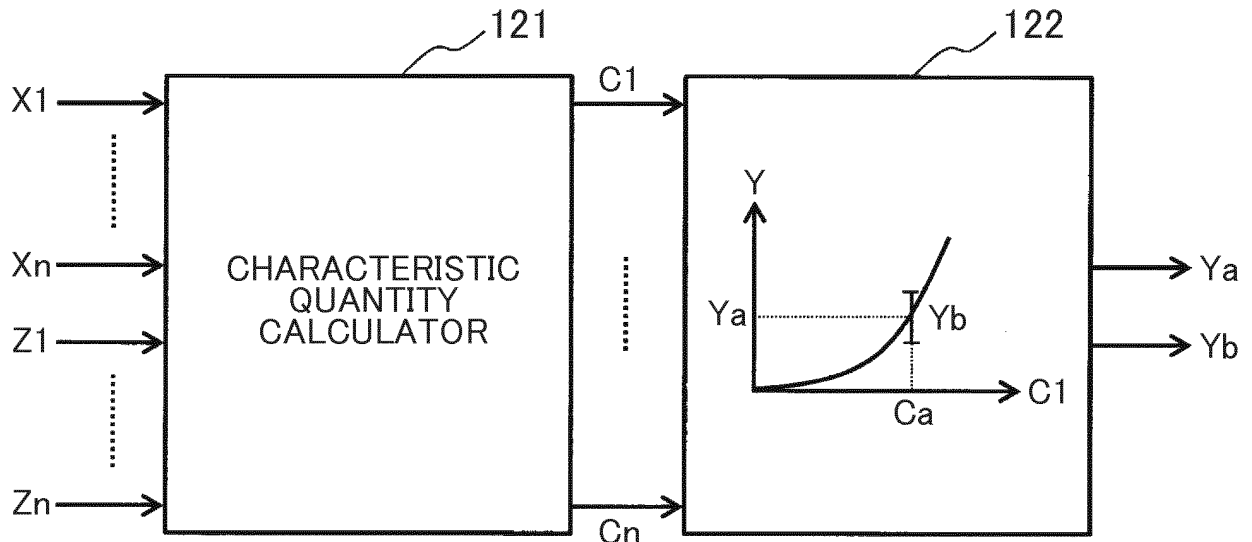 121
122
X1
C1
Y
Xn
CHARACTERISTIC
QUANTITY
CALCULATOR
Ya
Yb
Ya
Z1
Yb
C1
Ca
Zn
Cn